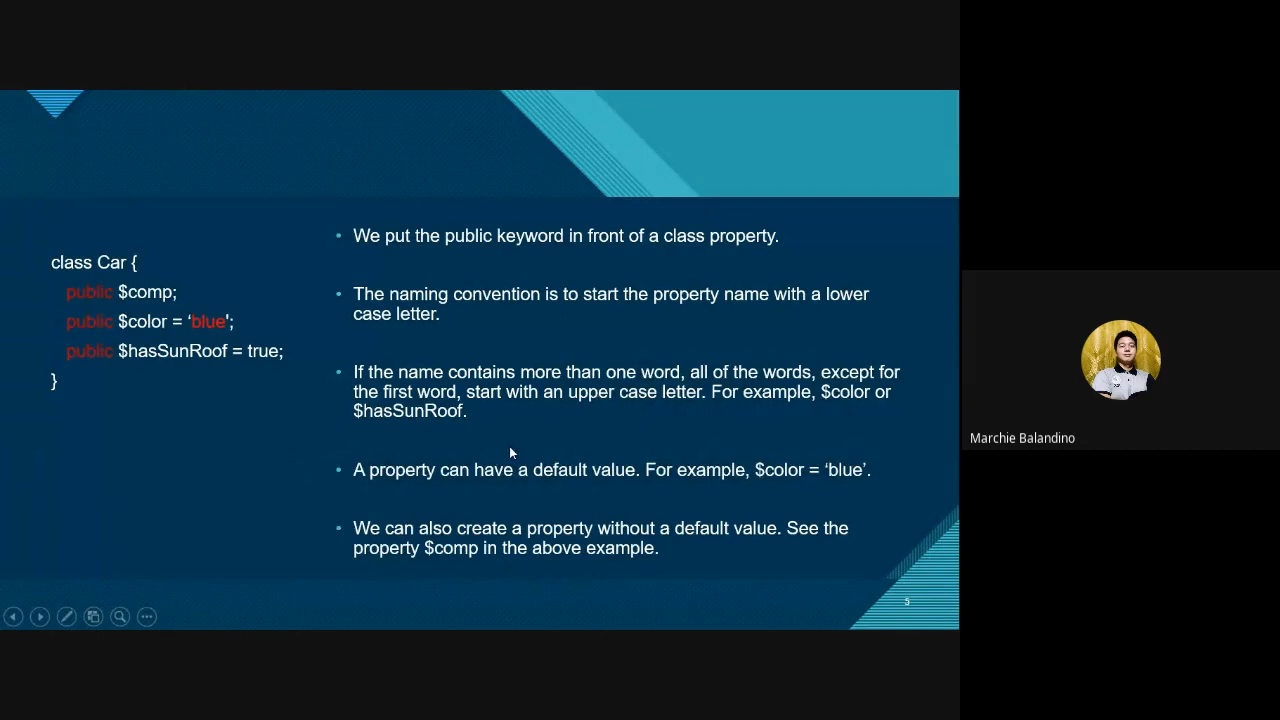 class Car {
public $comp;
public $color = ‘blue';
public $hasSunRoof = true;
}
• We put the public keyword in front of a class property.
• The naming convention is to start the property name with a lower
case letter.
• If the name contains more than one word, all of the words, except for
the first word, start with an upper case letter. For example, $color or
$hasSunRoof.
• A property can have a default value. For example, $color = ‘blue’.
• We can also create a property without a default value. See the
property $comp in the above example.
5
Marchie Balandino